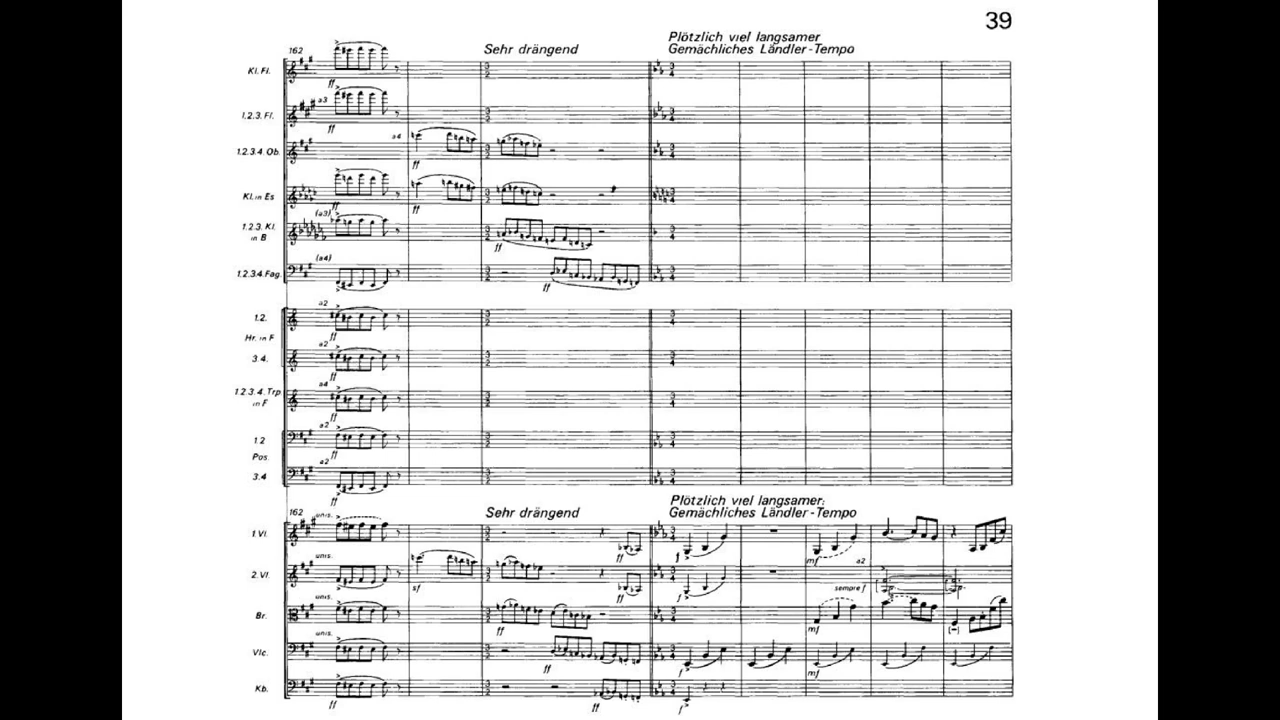 39
Plötzlich viel langsamer
162 Sehr drängend Gemächliches Ländler-Tempo
Kl. Fl.
ff
a3
1.2.3. Fl.
ff
a4
1.2.3.4. Ob.
ff
Kl. in Es
ff ff
(a3)
1.2.3. Kl.
in B
ff
(a4)
1.2.3.4. Fag.
ff
a2
1.2.
ff
Hr. in F
a2
3.4.
ff
a4
1.2.3.4. Trp
in F
ff
a2
1.2
ff
Pos.
a2
3.4
ff
Plötzlich viel langsamer.
162 Sehr drängend Gemächliches Ländler-Tempo
unis.
1.Vl.
ff f mf
unis. a2
2.Vl.
sf ff f sempre f
unis.
Br.
ff mf
unis.
Vlc.
ff f mf
Kb.
ff ff f